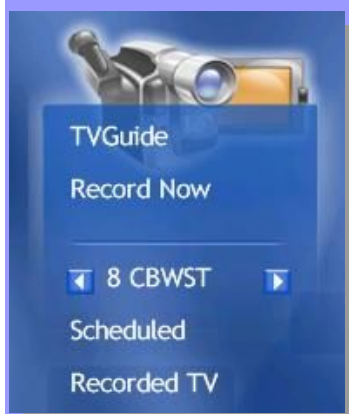 TVGuide
Record Now
8 CBWST
Scheduled
Recorded TV